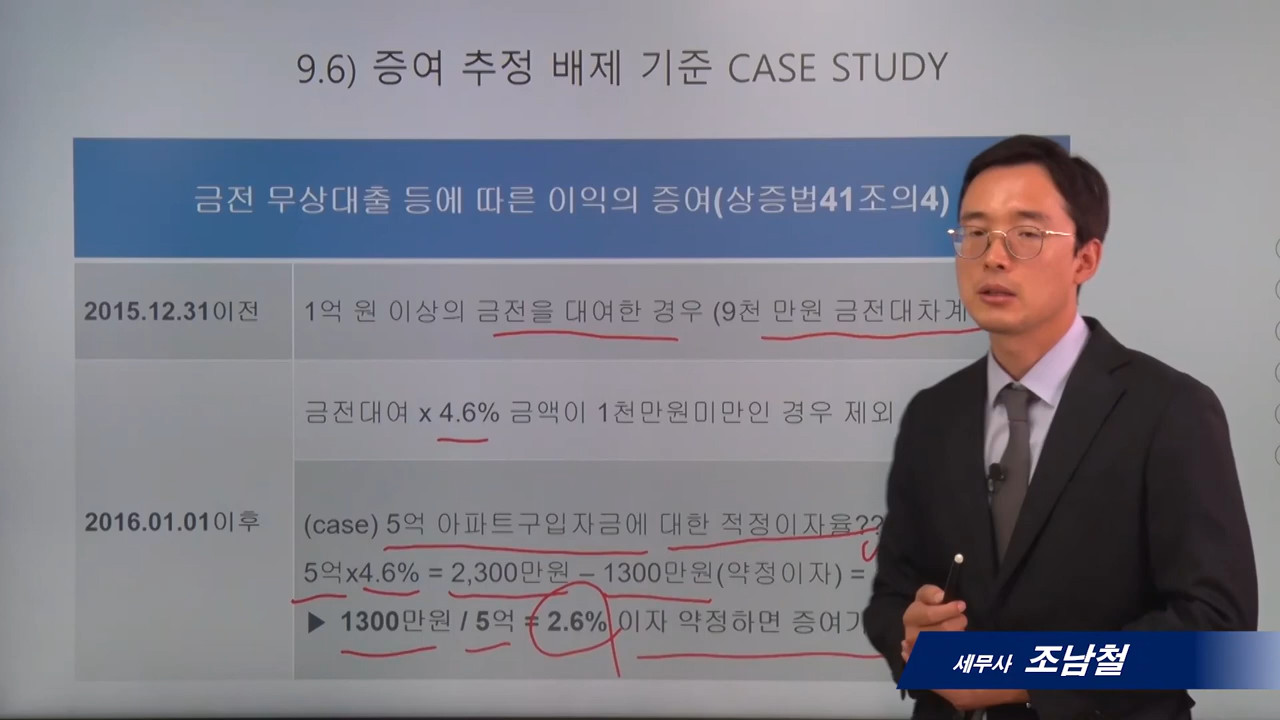 9.6) 증여 추정 배제 기준 CASE STUDY
금전 무상대출 등에 따른 이익의 증여(상증법41조의4)
2015.12.31이전
1억 원 이상의 금전을 대여한 경우 (9천 만원 금전대차계
금전대여 x 4.6% 금액이 1천만원미만인 경우 제외
2016.01.01이후
(case) 5억 아파트구입자금에 대한 적정이자율??
5억x4.6% = 2,300만원 – 1300만원(약정이자) =
▶ 1300만원 / 5억 = 2.6% 이자 약정하면 증여가
세무사 조남철